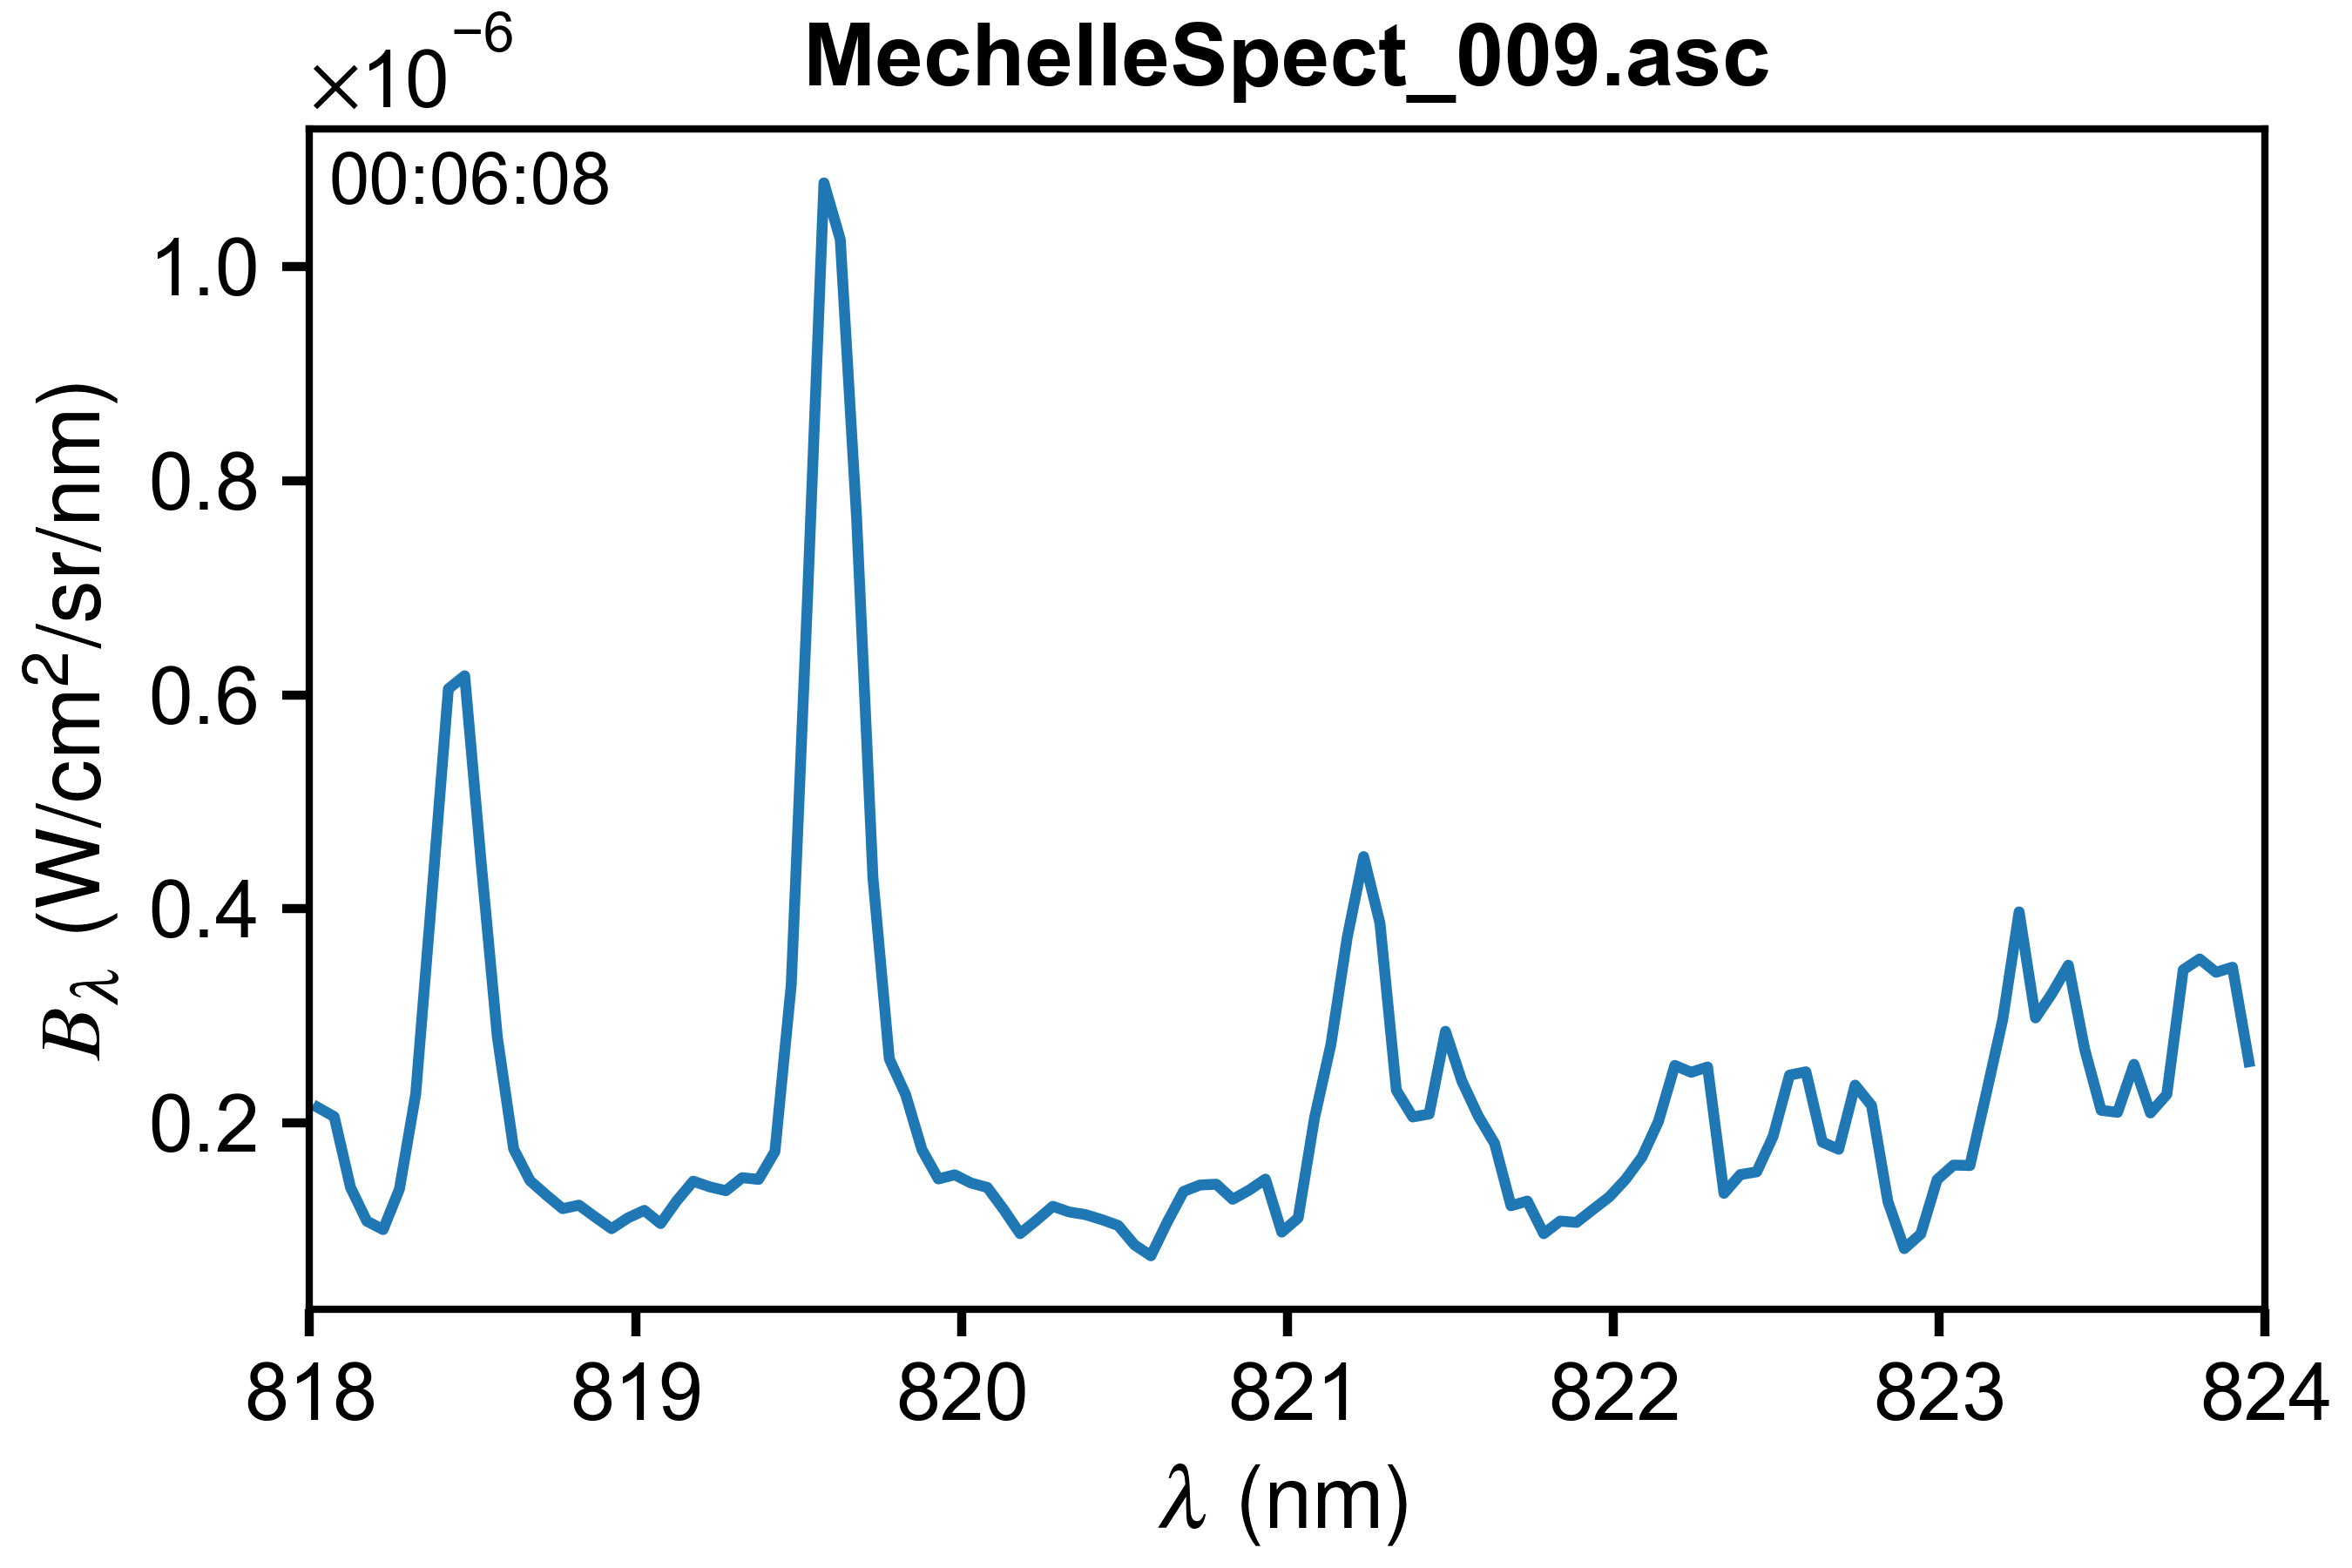 ×10⁻⁶
MechelleSpect_009.asc
00:06:08
1.0
0.8
0.6
0.4
0.2
B_λ (W/cm²/sr/nm)
818 819 820 821 822 823 824
λ (nm)